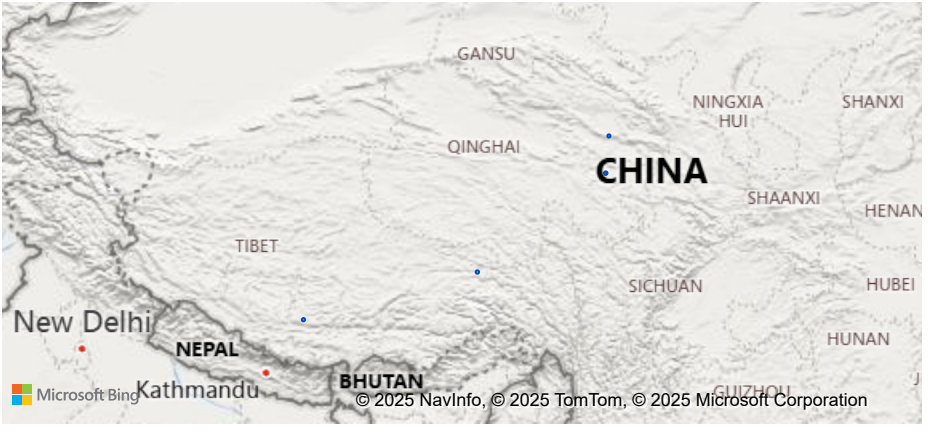 GANSU
NINGXIA
HUI
SHANXI
QINGHAI
CHINA
SHAANXI
HENAN
TIBET
SICHUAN
HUBEI
New Delhi
NEPAL
HUNAN
BHUTAN
Kathmandu
GUIZHOU
J
Microsoft Bing
© 2025 NavInfo, © 2025 TomTom, © 2025 Microsoft Corporation